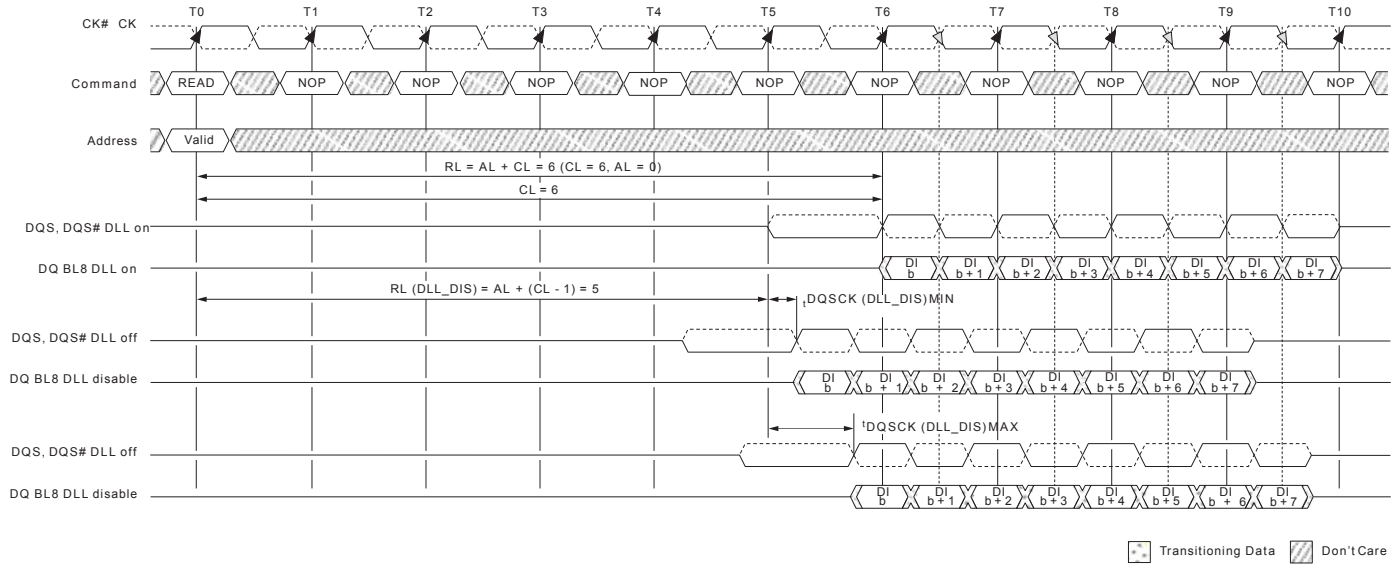 CK# CK T0 T1 T2 T3 T4 T5 T6 T7 T8 T9 T10
Command READ NOP NOP NOP NOP NOP NOP NOP NOP NOP NOP
Address Valid
RL = AL + CL = 6 (CL = 6, AL = 0)
CL = 6
DQS, DQS# DLL on
DQ BL8 DLL on DI b DI b + 1 DI b + 2 DI b + 3 DI b + 4 DI b + 5 DI b + 6 DI b + 7
RL (DLL_DIS) = AL + (CL - 1) = 5 tDQSCK (DLL_DIS)MIN
DQS, DQS# DLL off
DQ BL8 DLL disable DI b DI b + 1 DI b + 2 DI b + 3 DI b + 4 DI b + 5 DI b + 6 DI b + 7
tDQSCK (DLL_DIS)MAX
DQS, DQS# DLL off
DQ BL8 DLL disable DI b DI b + 1 DI b + 2 DI b + 3 DI b + 4 DI b + 5 DI b + 6 DI b + 7
Transitioning Data Don't Care